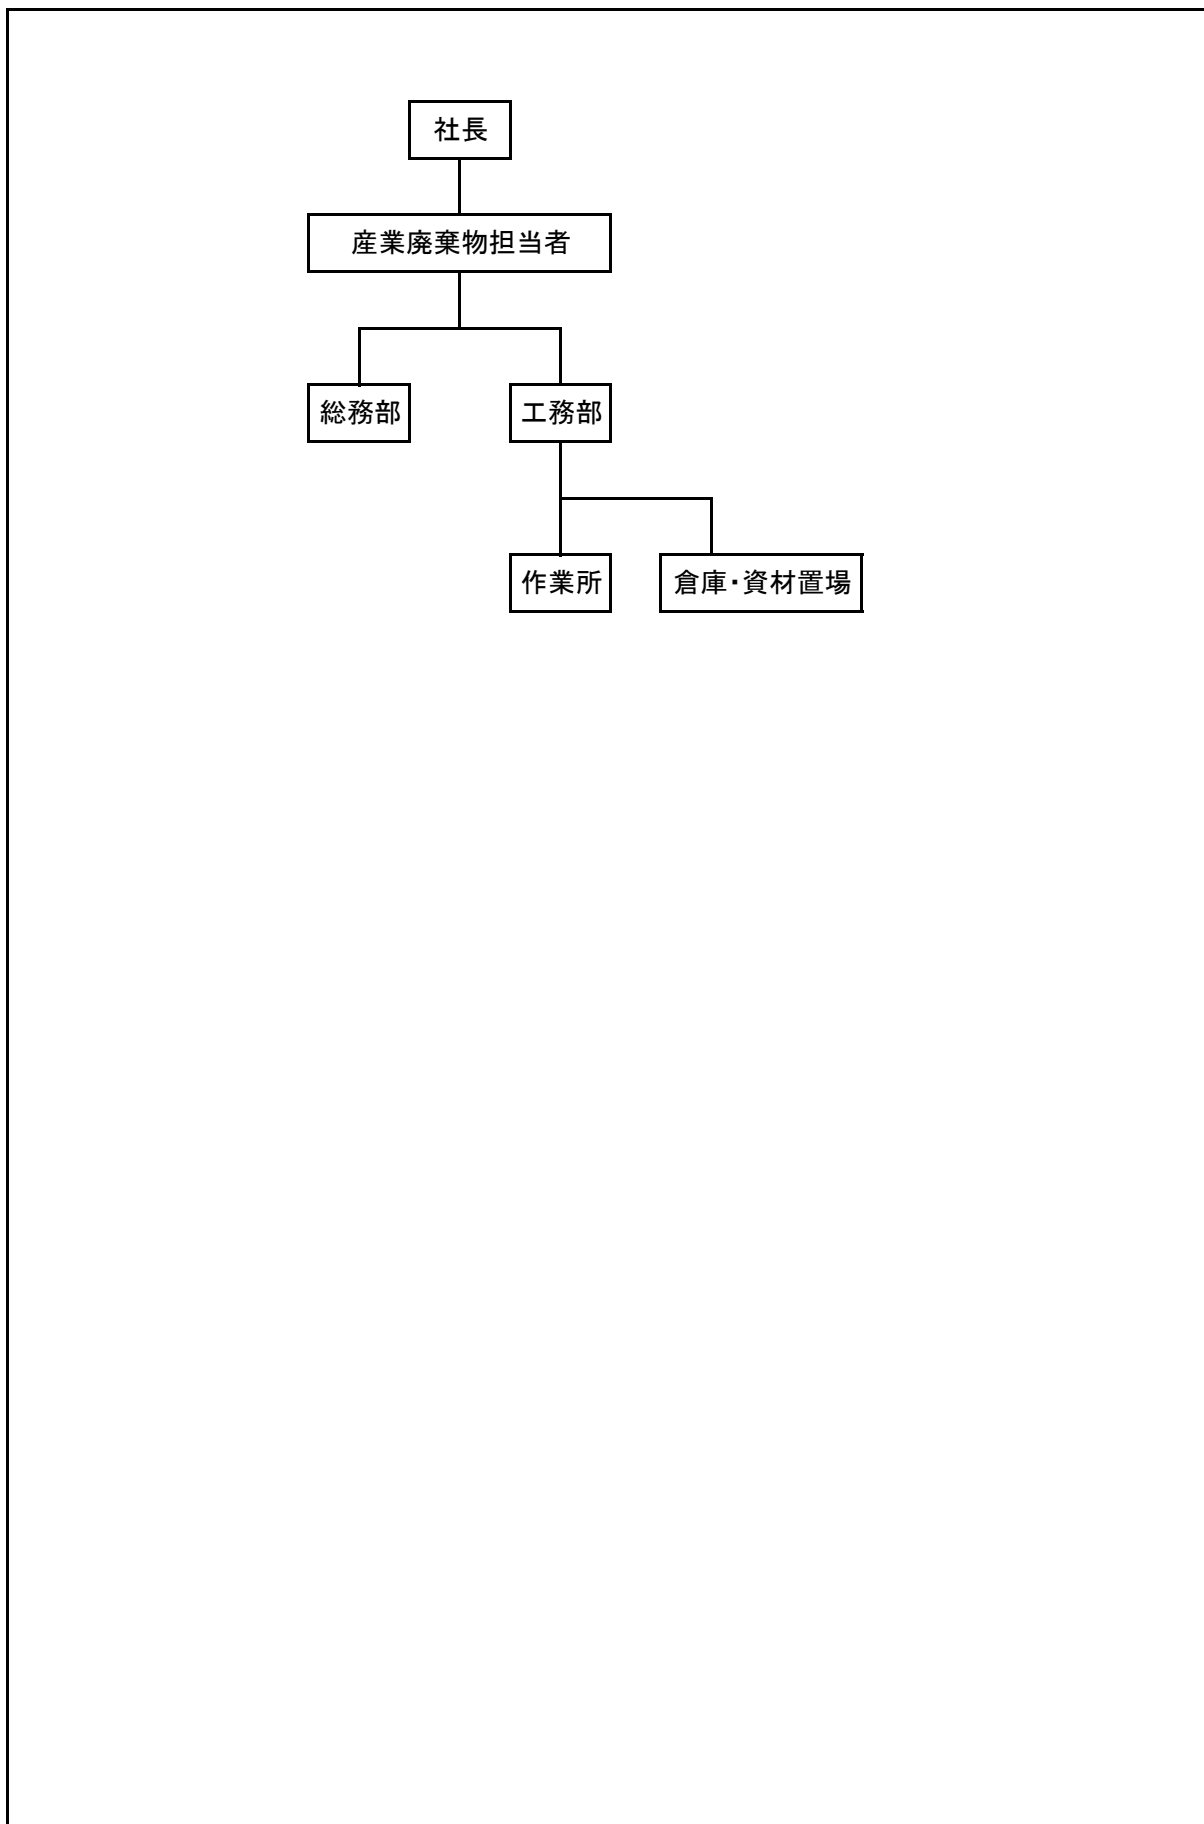 社長
産業廃棄物担当者
総務部
工務部
作業所
倉庫・資材置場